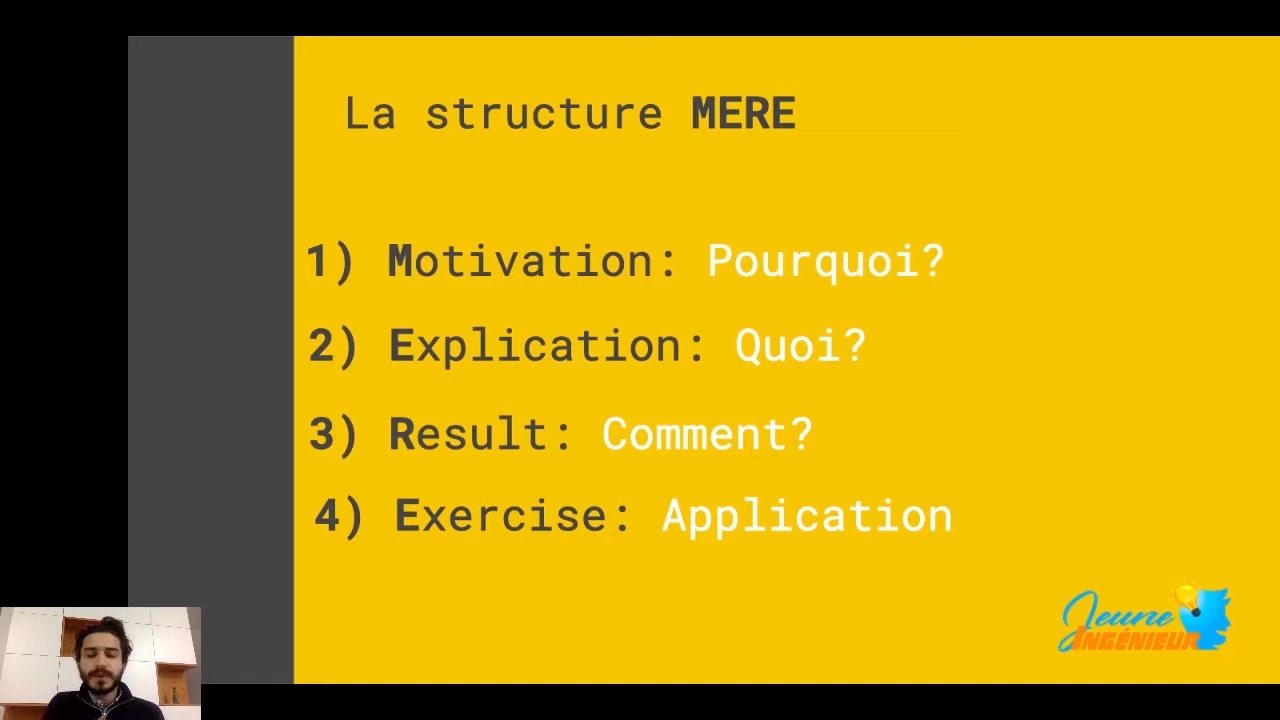 La structure MERE
1) Motivation: Pourquoi?
2) Explication: Quoi?
3) Result: Comment?
4) Exercise: Application
Jeune
INGÉNIEUR